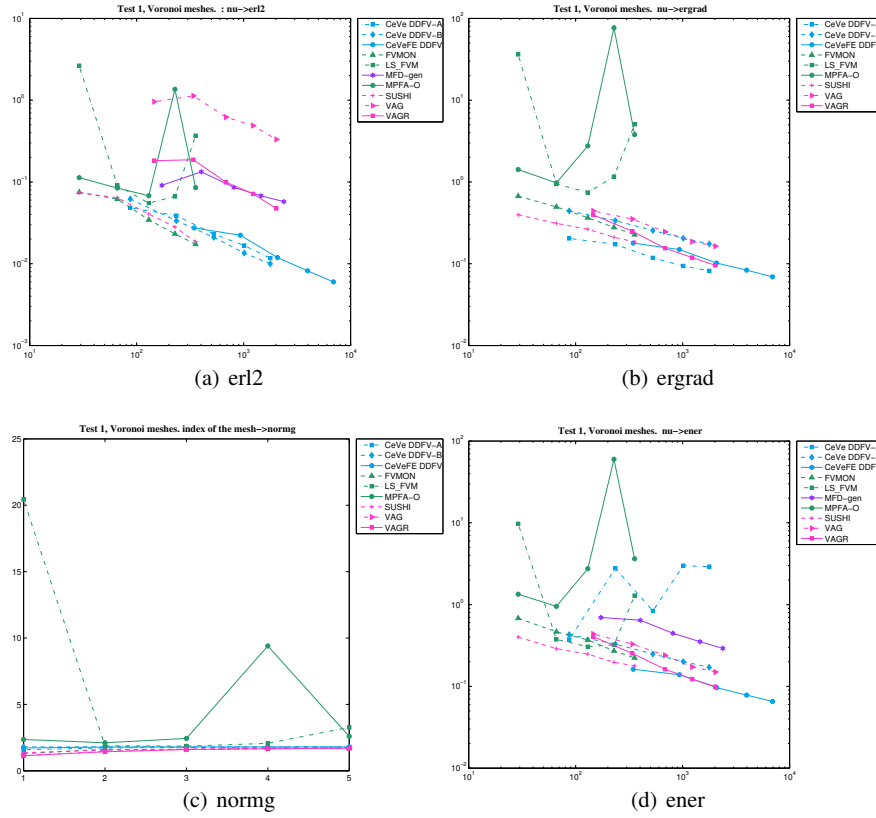 Test 1, Voronoi meshes. : nu->erl2
10^1
10^0
10^−1
10^−2
10^−3
10^1 10^2 10^3 10^4
CeVe DDFV-A
CeVe DDFV-B
CeVeFE DDFV
FVMON
LS_FVM
MFD-gen
MPFA-O
SUSHI
VAG
VAGR
(a) erl2
Test 1, Voronoi meshes. nu->ergrad
10^2
10^1
10^0
10^−1
10^−2
10^−3
10^1 10^2 10^3 10^4
CeVe DDFV-
CeVe DDFV-
CeVeFE DDF
FVMON
LS_FVM
MPFA-O
SUSHI
VAG
VAGR
(b) ergrad
Test 1, Voronoi meshes. index of the mesh->normg
25
20
15
10
5
0
1 2 3 4 5
CeVe DDFV-A
CeVe DDFV-B
CeVeFE DDFV
FVMON
LS_FVM
MPFA-O
SUSHI
VAG
VAGR
(c) normg
Test 1, Voronoi meshes. nu->ener
10^2
10^1
10^0
10^−1
10^−2
10^1 10^2 10^3 10^4
CeVe DDFV-
CeVe DDFV-
CeVeFE DDF
FVMON
LS_FVM
MFD-gen
MPFA-O
SUSHI
VAG
VAGR
(d) ener